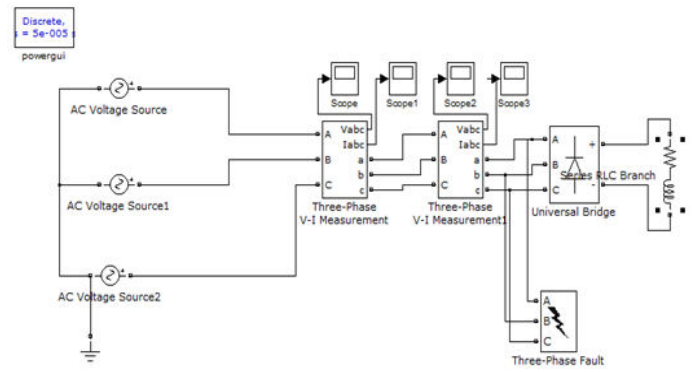 Discrete,
= 5e-005 s
powergui
AC Voltage Source
AC Voltage Source1
AC Voltage Source2
Scope
Scope1
Scope2
Scope3
Vabc
Iabc
A
B
C
a
b
c
Three-Phase
V-I Measurement
Vabc
Iabc
A
B
C
a
b
c
Three-Phase
V-I Measurement1
A
B
C
+
-
Universal Bridge
Series RLC Branch
A
B
C
Three-Phase Fault